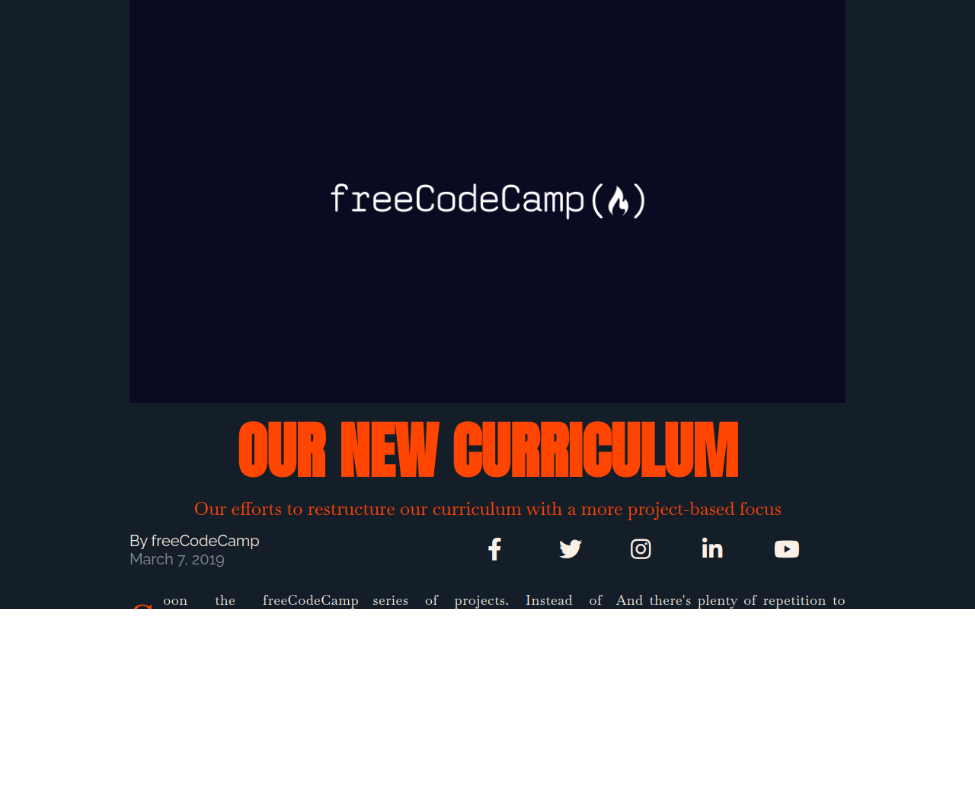 freeCodeCamp(🔥)
OUR NEW CURRICULUM
Our efforts to restructure our curriculum with a more project-based focus
By freeCodeCamp
March 7, 2019
oon the freeCodeCamp
series of projects. Instead of
And there's plenty of repetition to